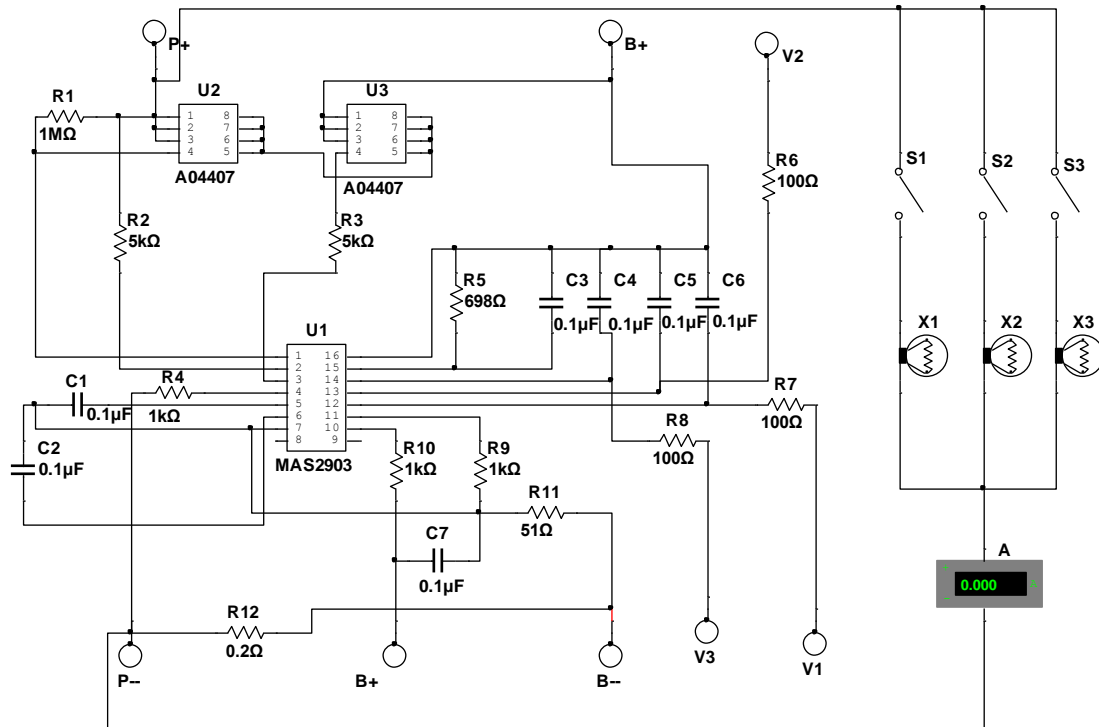 P+
B+
V2
U2
U3
R1
1MΩ
1
2
3
4
8
7
6
5
A04407
1
2
3
4
8
7
6
5
A04407
R6
100Ω
S1
S2
S3
R2
5kΩ
R3
5kΩ
R5
698Ω
C3
0.1µF
C4
0.1µF
C5
0.1µF
C6
0.1µF
U1
1
2
3
4
5
6
7
8
16
15
14
13
12
11
10
9
MAS2903
X1
X2
X3
C1
0.1µF
R4
1kΩ
R7
100Ω
R8
100Ω
C2
0.1µF
R10
1kΩ
R9
1kΩ
R11
51Ω
C7
0.1µF
A
+
0.000
A
–
R12
0.2Ω
P--
B+
B--
V3
V1